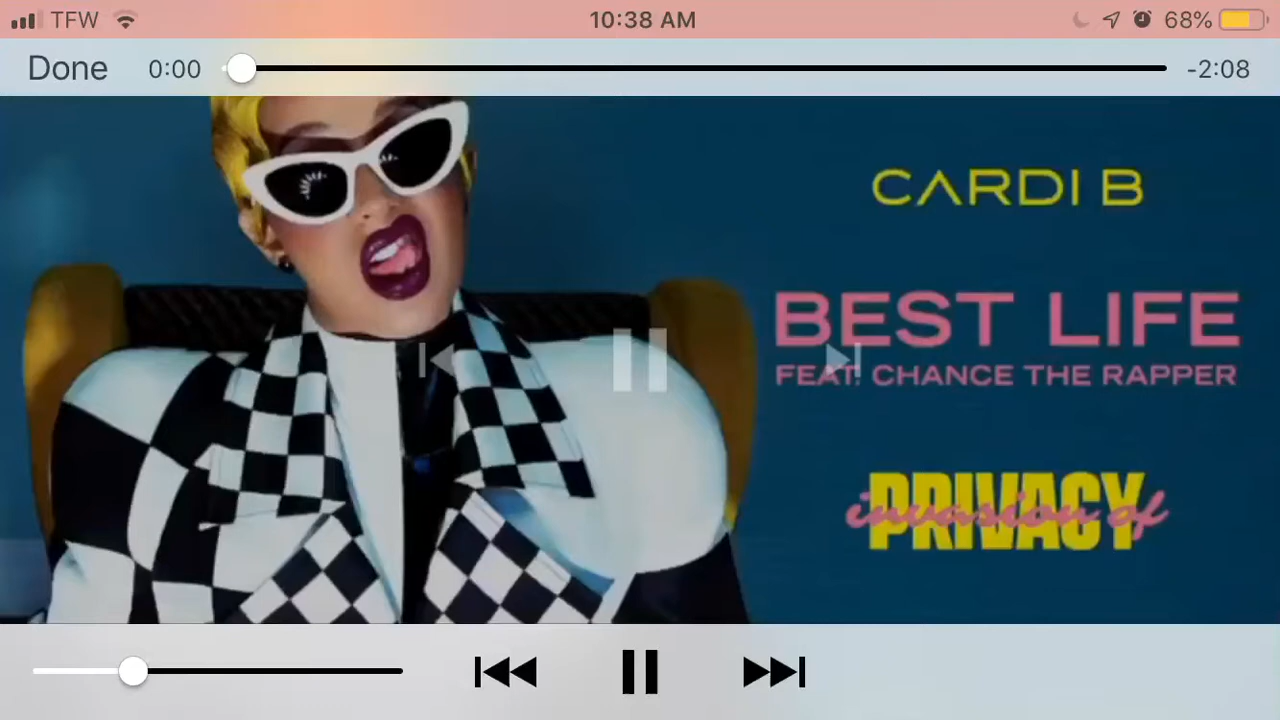 TFW 10:38 AM 68%
Done 0:00 -2:08
CARDI B
BEST LIFE
FEAT. CHANCE THE RAPPER
PRIVACY
invasion of